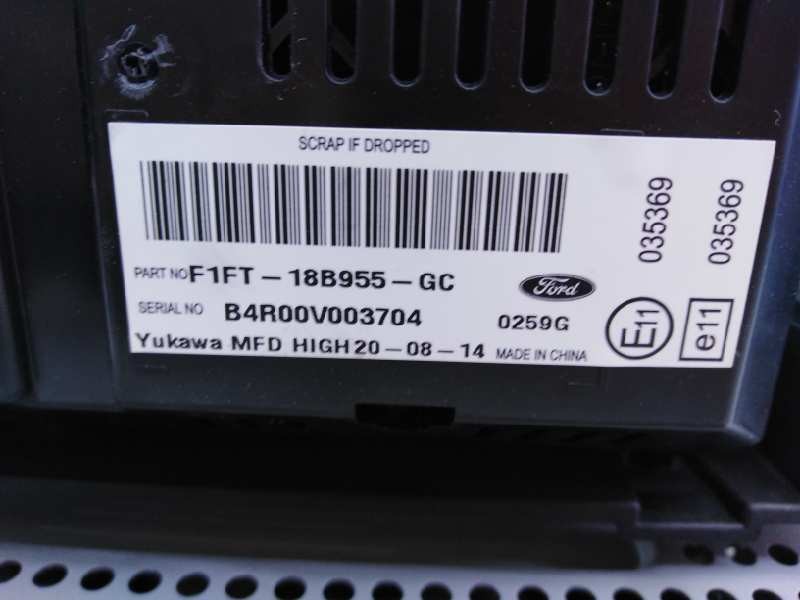 SCRAP IF DROPPED
PART NO F1FT-18B955-GC
Ford
SERIAL NO B4R00V003704
0259G
Yukawa MFD HIGH 20-08-14
MADE IN CHINA
035369
E11
035369
e11